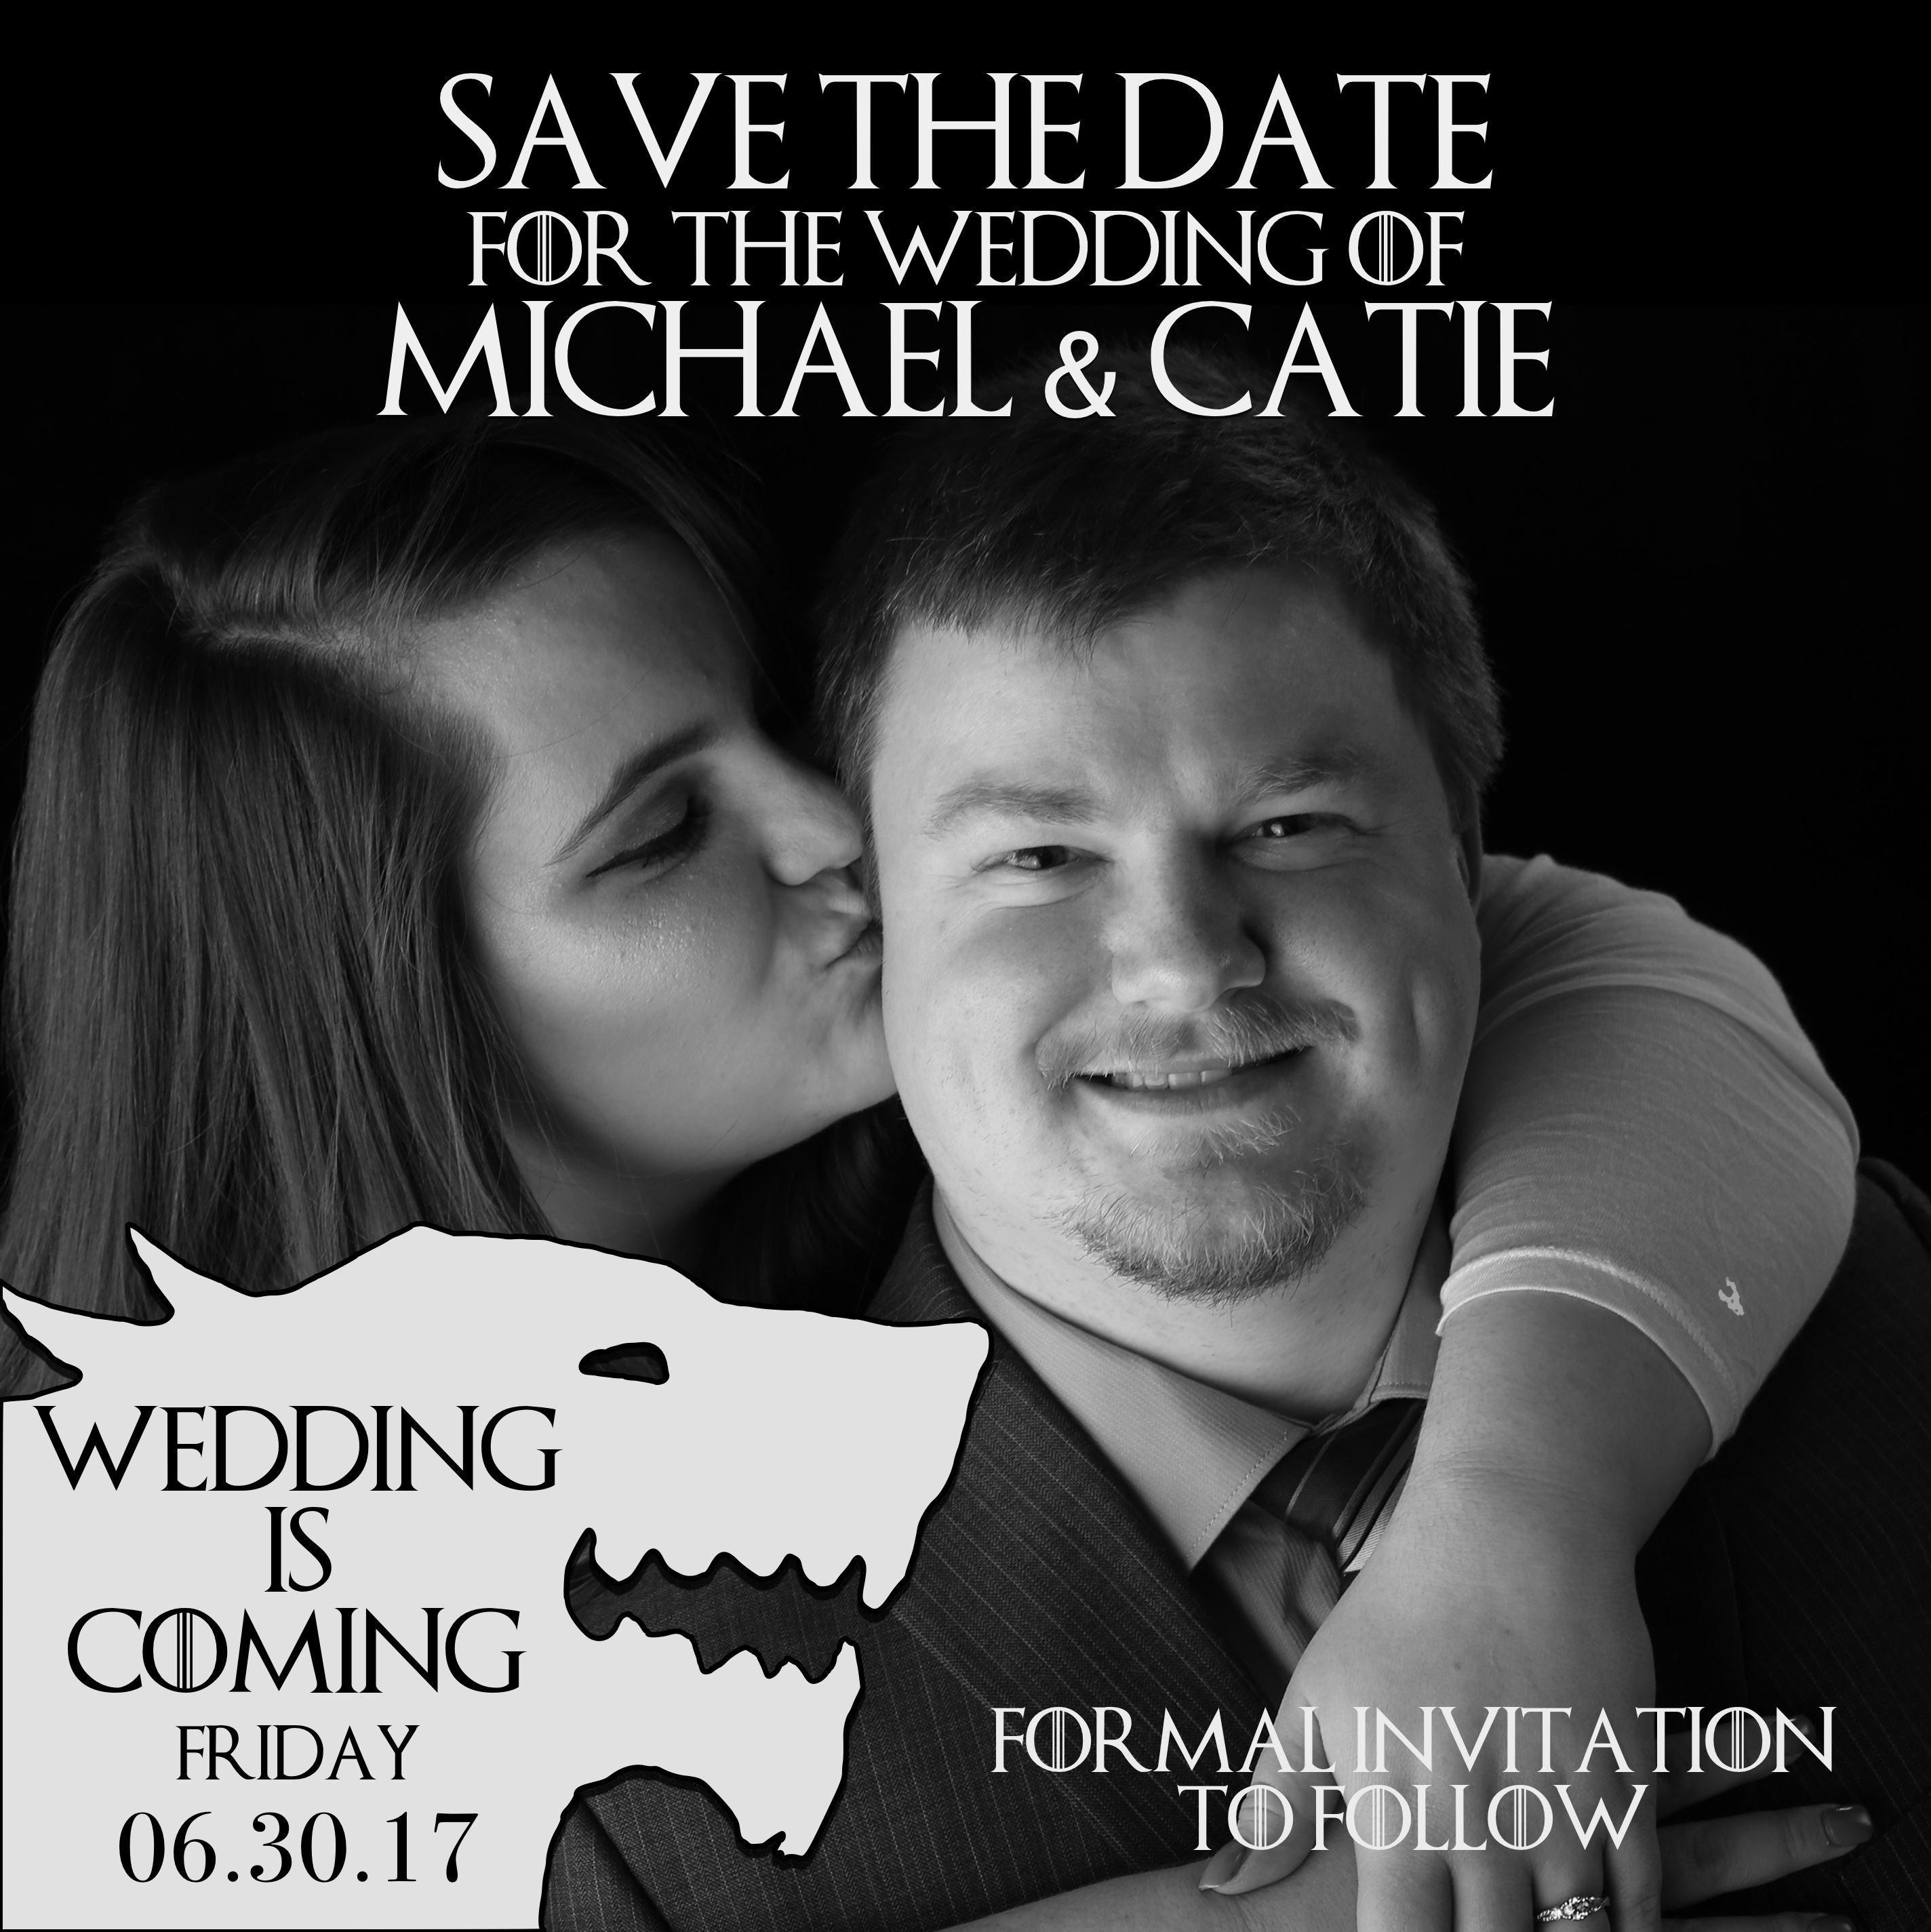 SAVE THE DATE
FOR THE WEDDING OF
MICHAEL & CATIE
WEDDING
IS
COMING
FRIDAY
06.30.17
FORMAL INVITATION
TO FOLLOW